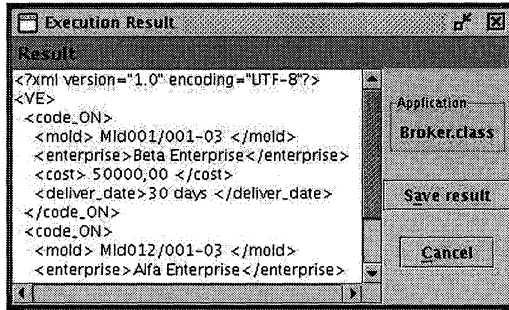 Execution Result
Result
<?xml version="1.0" encoding="UTF-8"?>
<VE>
<code_ON>
<mold> Mld001/001-03 </mold>
<enterprise>Beta Enterprise</enterprise>
<cost> 50000,00 </cost>
<deliver_date>30 days </deliver_date>
</code_ON>
<code_ON>
<mold> Mld012/001-03 </mold>
<enterprise>Alfa Enterprise</enterprise>
Application
Broker.class
Save result
Cancel